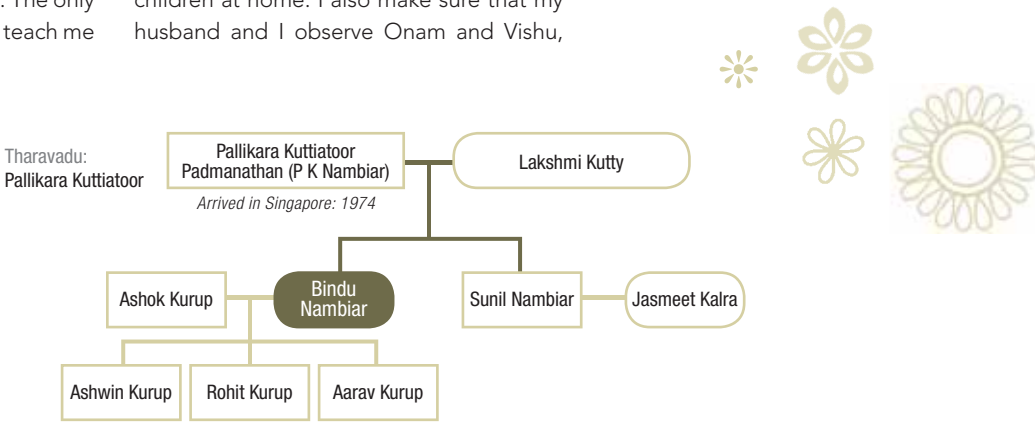 . The only
teach me
children at home. I also make sure that my
husband and I observe Onam and Vishu,
Tharavadu:
Pallikara Kuttiatoor
Pallikara Kuttiatoor
Padmanathan (P K Nambiar)
Arrived in Singapore: 1974
Lakshmi Kutty
Ashok Kurup
Bindu
Nambiar
Sunil Nambiar
Jasmeet Kalra
Ashwin Kurup
Rohit Kurup
Aarav Kurup